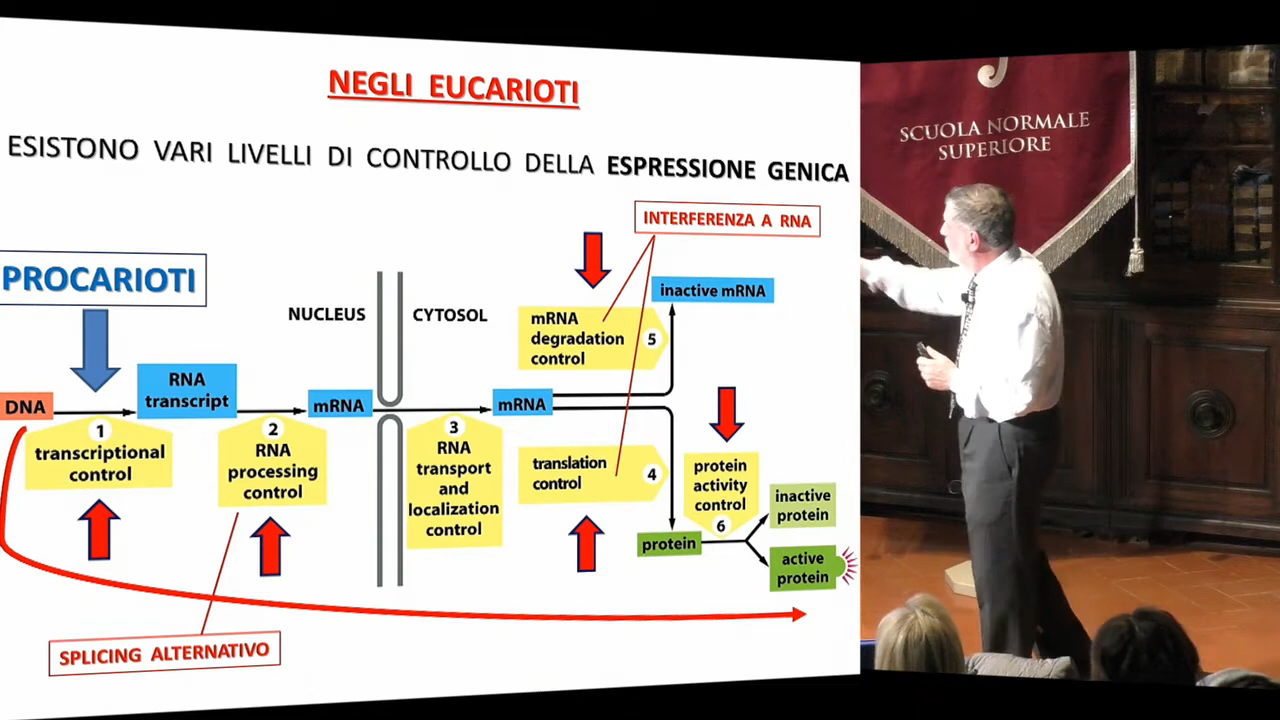 NEGLI EUCARIOTI
ESISTONO VARI LIVELLI DI CONTROLLO DELLA ESPRESSIONE GENICA
INTERFERENZA A RNA
PROCARIOTI
NUCLEUS
CYTOSOL
inactive mRNA
mRNA
degradation
control
5
DNA
RNA
transcript
mRNA
mRNA
1
transcriptional
control
2
RNA
processing
control
3
RNA
transport
and
localization
control
translation
control
4
protein
activity
control
6
protein
inactive
protein
active
protein
SPLICING ALTERNATIVO
SCUOLA NORMALE
SUPERIORE